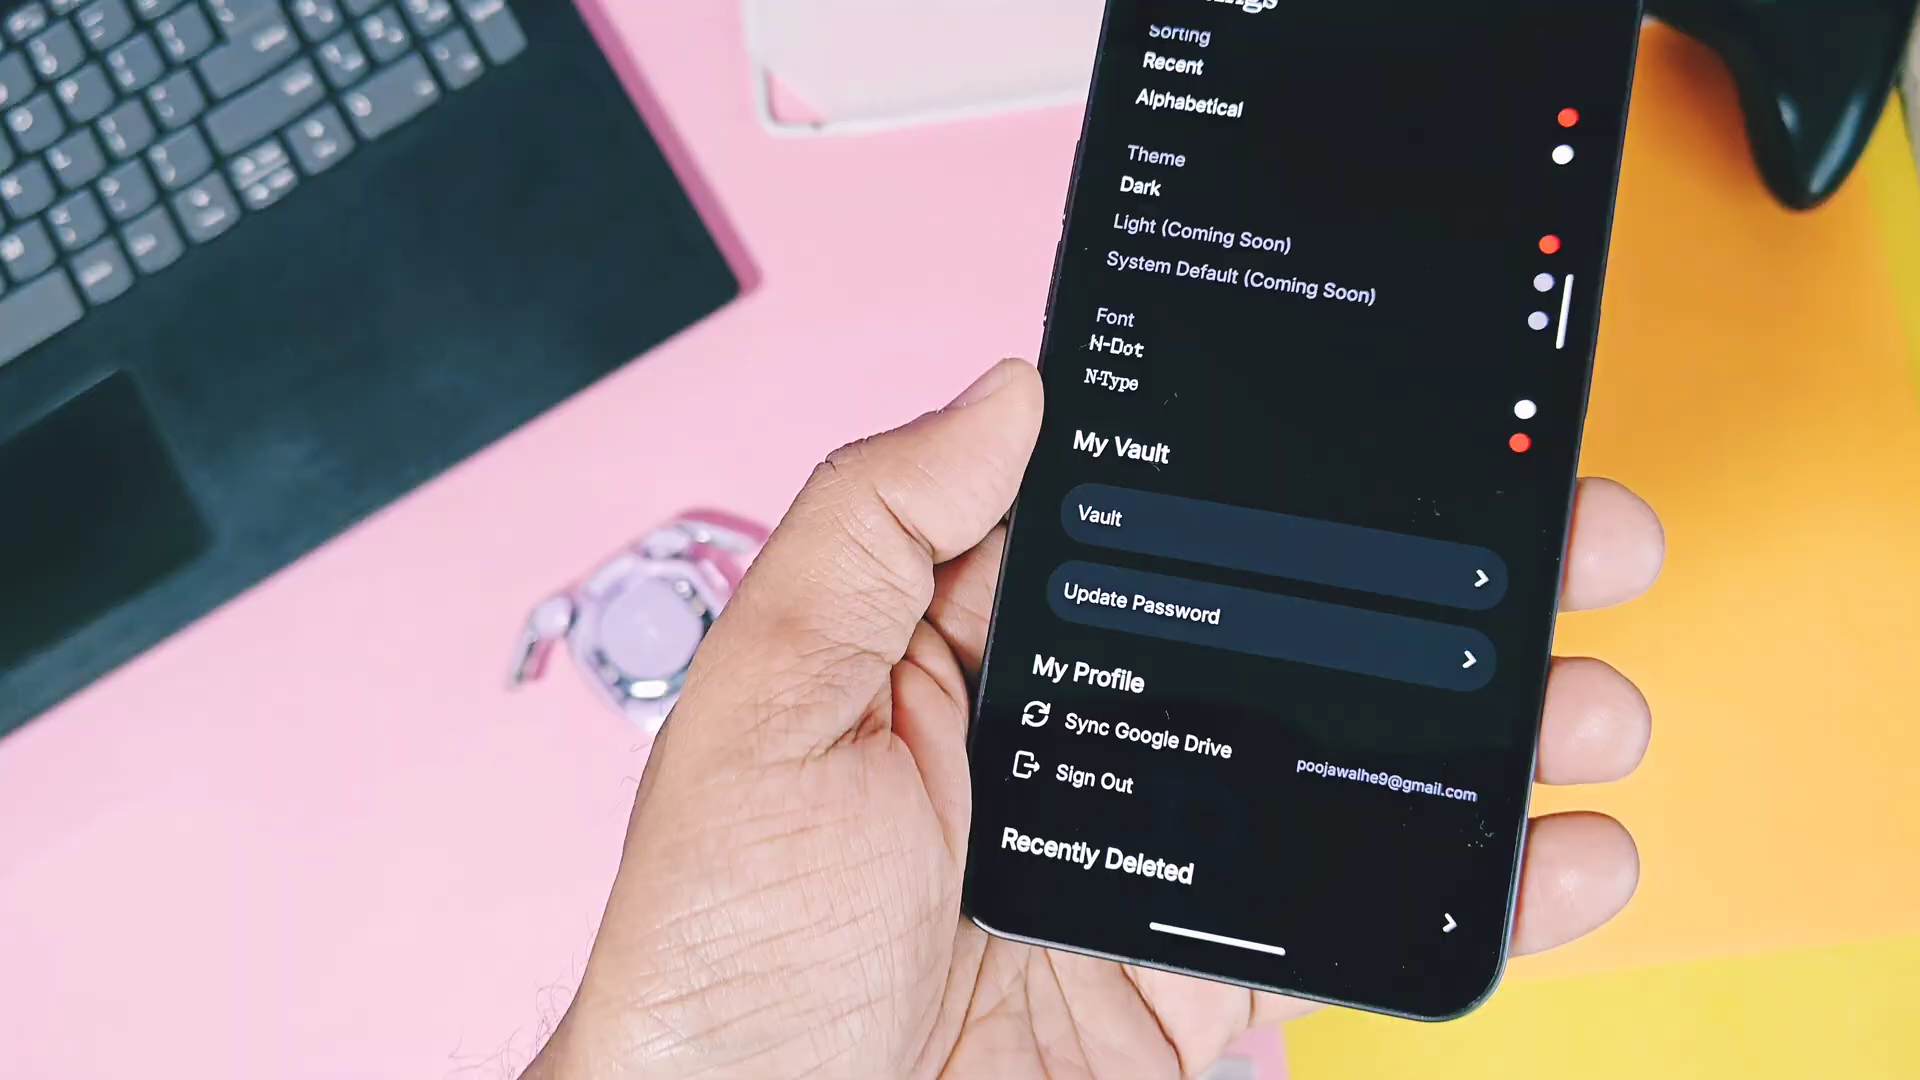 Sorting
Recent
Alphabetical
Theme
Dark
Light (Coming Soon)
System Default (Coming Soon)
Font
N-Dot
N-Type
My Vault
Vault
Update Password
My Profile
Sync Google Drive
poojawalhe9@gmail.com
Sign Out
Recently Deleted